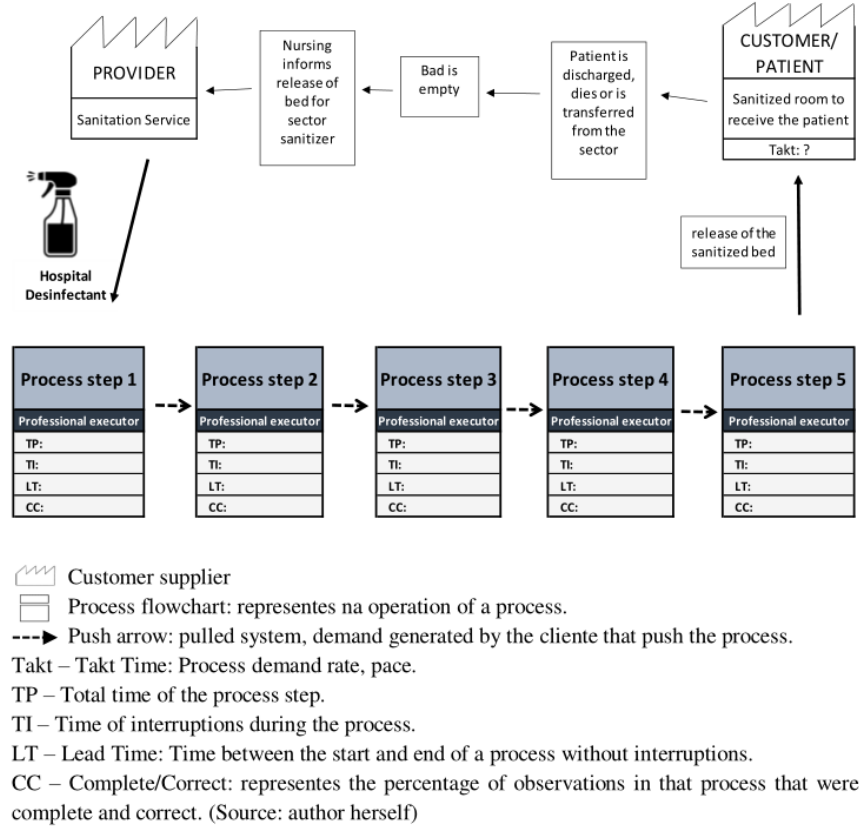 PROVIDER
Sanitation Service
Nursing
informs
release of
bed for
sector
sanitizer
Bad is
empty
Patient is
discharged,
dies or is
transferred
from the
sector
CUSTOMER/
PATIENT
Sanitized room to
receive the patient
Takt: ?
release of the
sanitized bed
Hospital
Desinfectant
Process step 1
Professional executor
TP:
TI:
LT:
CC:
Process step 2
Professional executor
TP:
TI:
LT:
CC:
Process step 3
Professional executor
TP:
TI:
LT:
CC:
Process step 4
Professional executor
TP:
TI:
LT:
CC:
Process step 5
Professional executor
TP:
TI:
LT:
CC:
Customer supplier
Process flowchart: representes na operation of a process.
Push arrow: pulled system, demand generated by the cliente that push the process.
Takt – Takt Time: Process demand rate, pace.
TP – Total time of the process step.
TI – Time of interruptions during the process.
LT – Lead Time: Time between the start and end of a process without interruptions.
CC – Complete/Correct: representes the percentage of observations in that process that were
complete and correct. (Source: author herself)